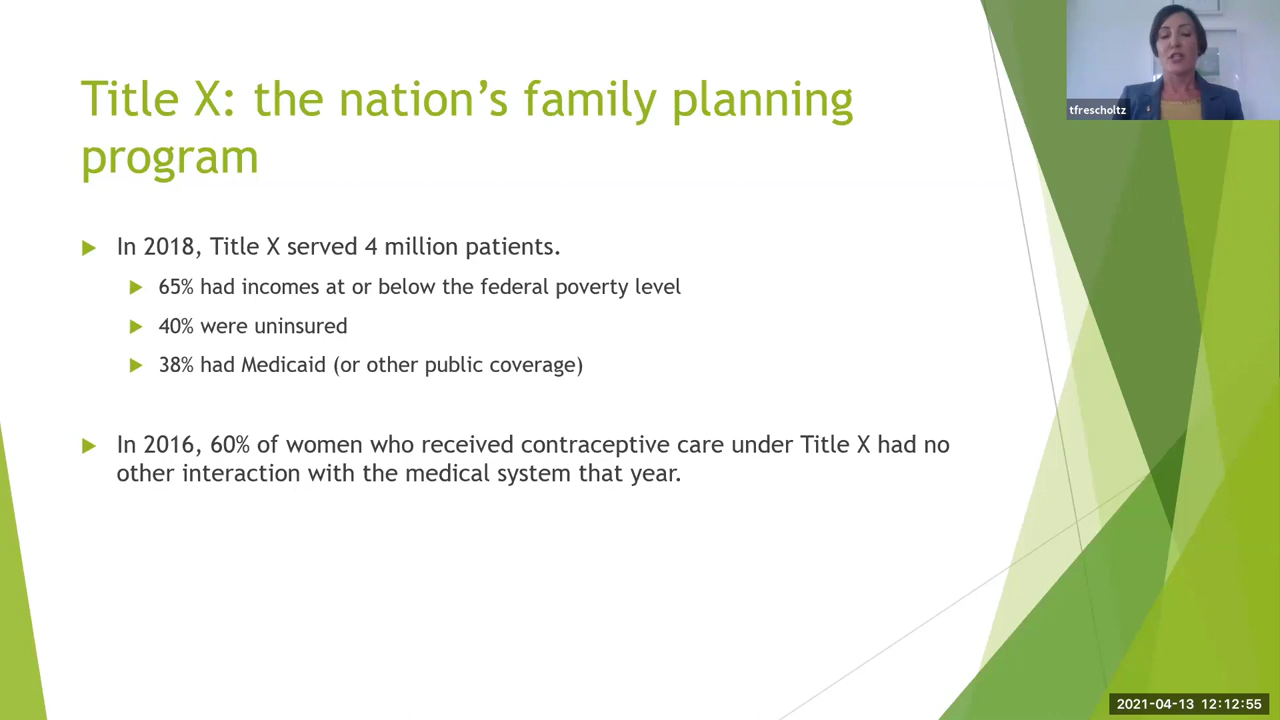 Title X: the nation's family planning
program
In 2018, Title X served 4 million patients.
65% had incomes at or below the federal poverty level
40% were uninsured
38% had Medicaid (or other public coverage)
In 2016, 60% of women who received contraceptive care under Title X had no
other interaction with the medical system that year.
tfrescholtz
2021-04-13 12:12:55